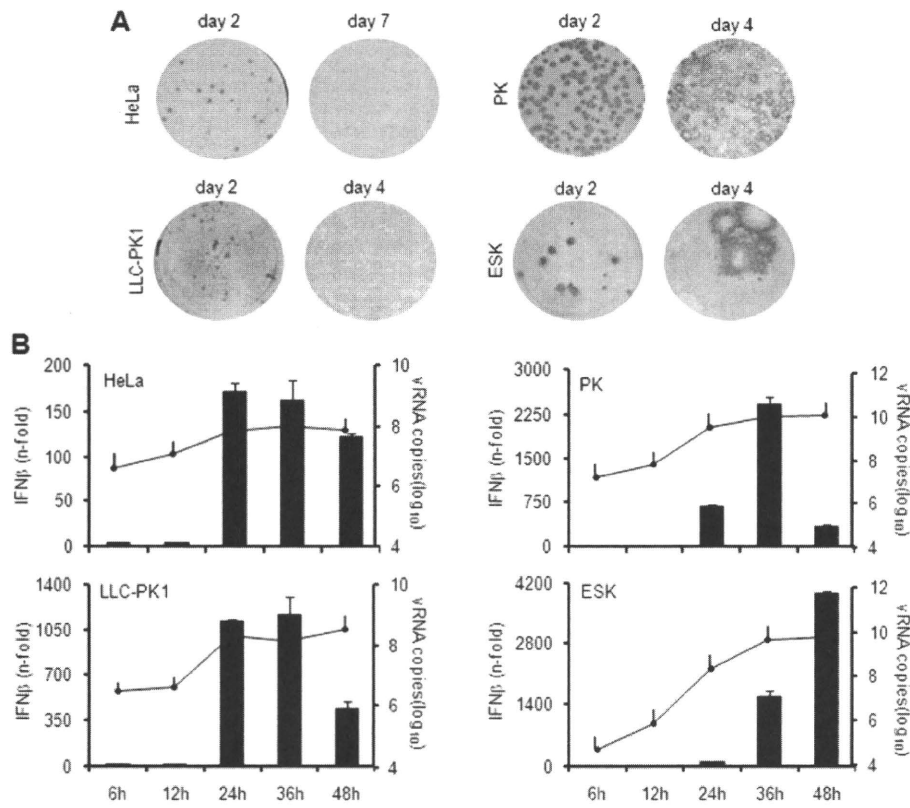 A
day 2 day 7 day 2 day 4
HeLa PK
day 2 day 4 day 2 day 4
LLC-PK1 ESK
B
HeLa
IFNβ (n-fold)
200
150
100
50
0
vRNA copies(log10)
10
8
6
4
PK
IFNβ (n-fold)
3000
2250
1500
750
0
vRNA copies(log10)
12
10
8
6
4
LLC-PK1
IFNβ (n-fold)
1400
1050
700
350
0
vRNA copies(log10)
10
8
6
4
6h 12h 24h 36h 48h
ESK
IFNβ (n-fold)
4200
2800
1400
0
vRNA copies(log10)
12
10
8
6
4
6h 12h 24h 36h 48h